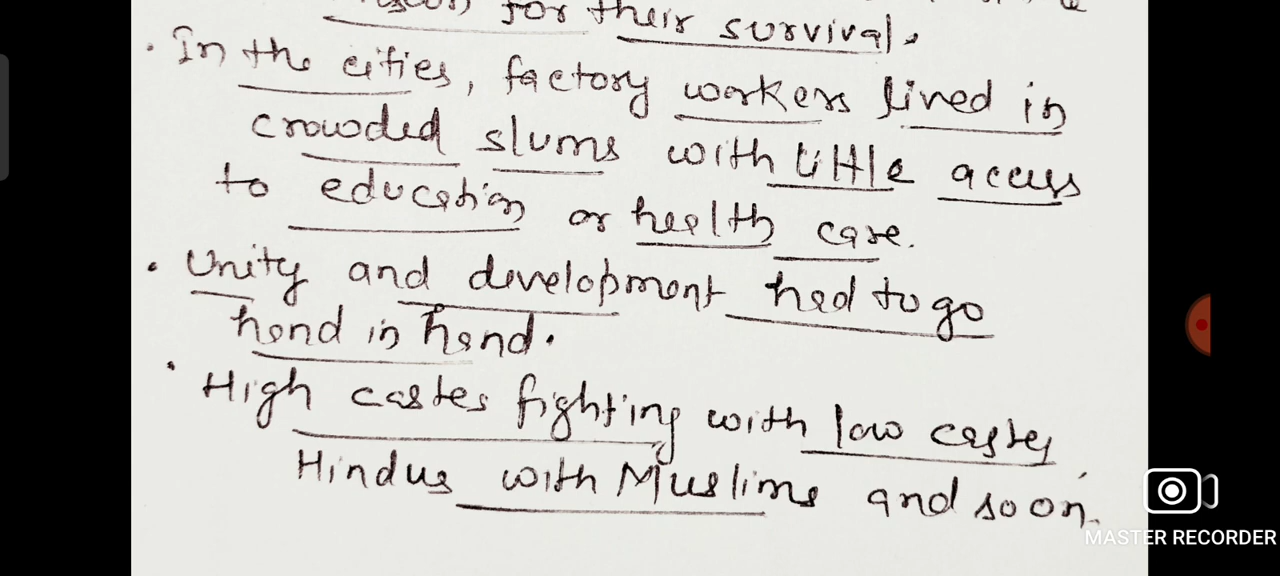 for their survival.
• In the cities, factory workers lived in
crowded slums with little access
to education or health care.
• Unity and development had to go
hand in hand.
• High castes fighting with low castes
Hindus with Muslims and so on.
MASTER RECORDER